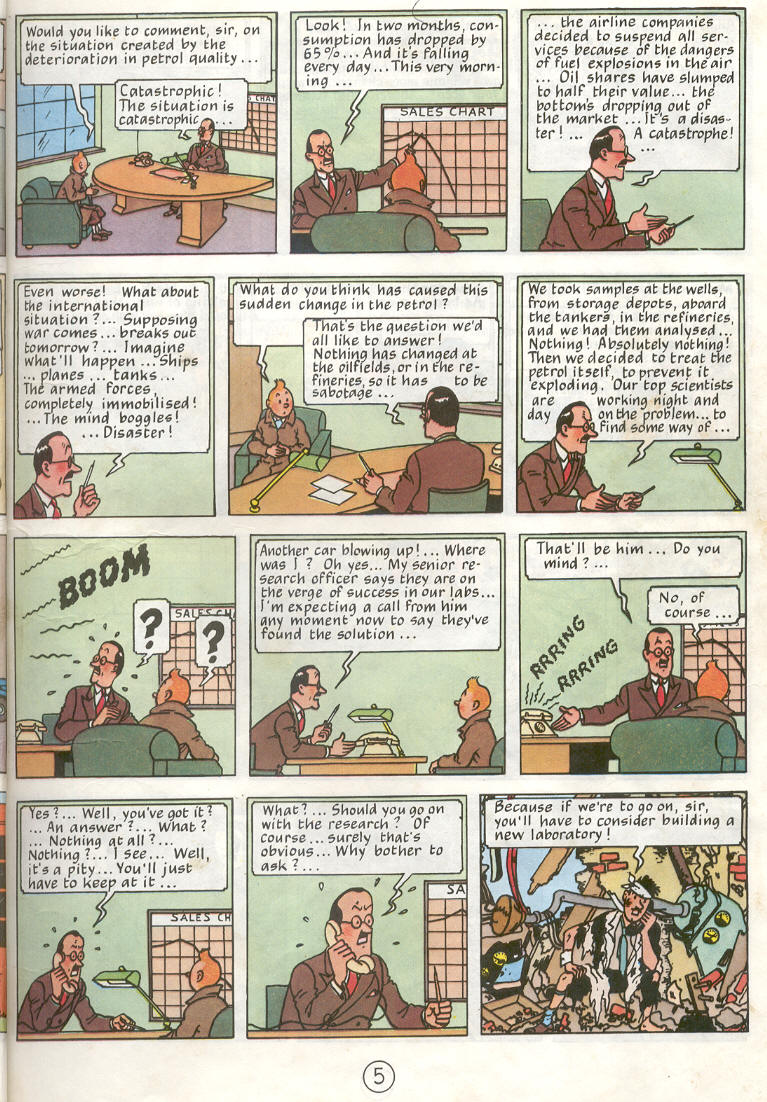 Would you like to comment, sir, on
the situation created by the
deterioration in petrol quality...
Catastrophic!
The situation is
catastrophic ...
CHAT
Look! In two months, con-
sumption has dropped by
65%... And it's falling
every day... This very morn-
ing ...
SALES CHART
... the airline companies
decided to suspend all ser-
vices because of the dangers
of fuel explosions in the air
... Oil shares have slumped
to half their value... the
bottom's dropping out of
the market ... It's a disas-
ter! ... A catastrophe!
...
Even worse! What about
the international
situation?... Supposing
war comes... breaks out
tomorrow?... Imagine
what'll happen ... Ships
... planes ... tanks ...
The armed forces,
completely immobilised!
...The mind boggles!
... Disaster!
What do you think has caused this
sudden change in the petrol?
That's the question we'd
all like to answer!
Nothing has changed at
the oilfields, or in the re-
fineries, so it has to be
sabotage ...
We took samples at the wells,
from storage depots, aboard
the tankers, in the refineries,
and we had them analysed...
Nothing! Absolutely nothing!
Then we decided to treat the
petrol itself, to prevent it
exploding. Our top scientists
are working night and
day on the problem... to
find some way of ...
BOOM
?
?
SALES CH
Another car blowing up!... Where
was I? Oh yes... My senior re-
search officer says they are on
the verge of success in our labs...
I'm expecting a call from him
any moment now to say they've
found the solution ...
That'll be him ... Do you
mind?...
No, of
course ...
RRRING
RRRING
Yes?... Well, you've got it?
... An answer?... What?
... Nothing at all?...
Nothing?... I see... Well,
it's a pity... You'll just
have to keep at it ...
SALES CH
What?... Should you go on
with the research? Of
course... surely that's
obvious... Why bother to
ask?...
SA
Because if we're to go on, sir,
you'll have to consider building a
new laboratory!
5